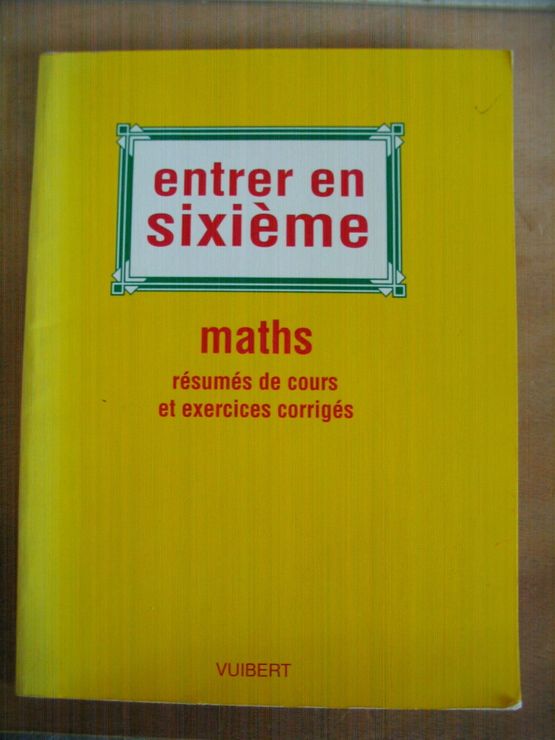 entrer en
sixième
maths
résumés de cours
et exercices corrigés
VUIBERT